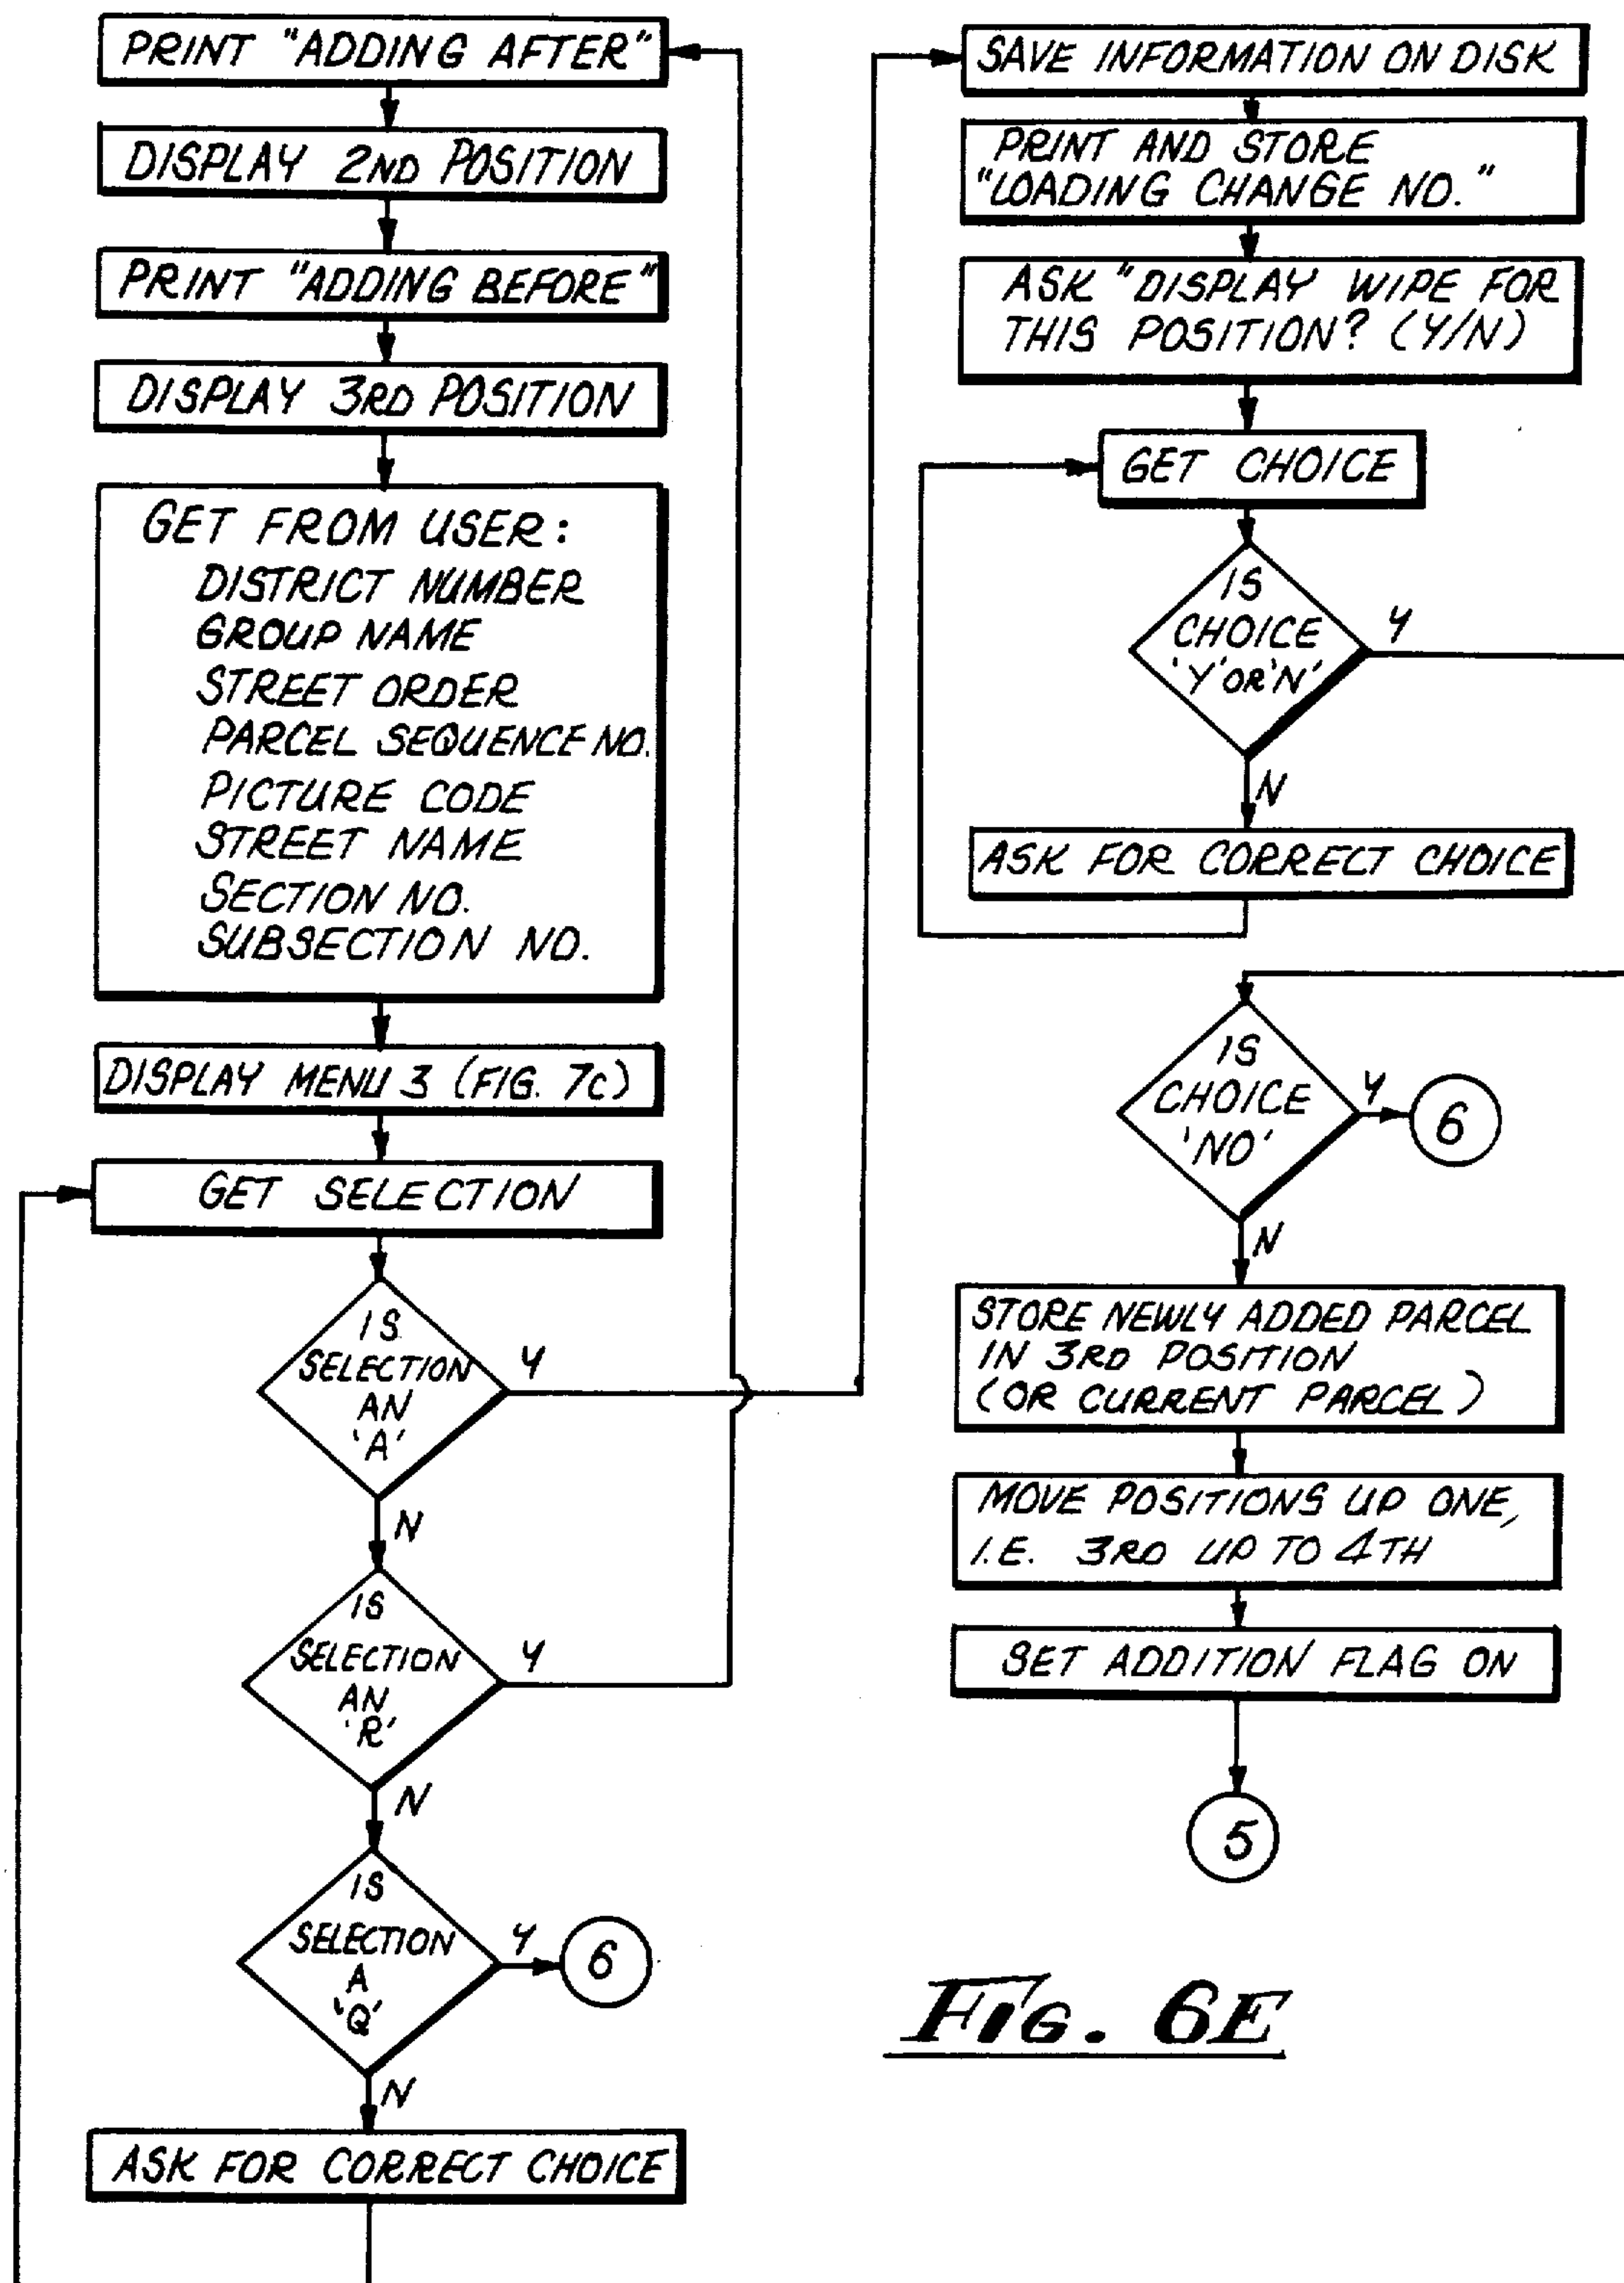 PRINT "ADDING AFTER"
DISPLAY 2ND POSITION
PRINT "ADDING BEFORE"
DISPLAY 3RD POSITION
GET FROM USER:
DISTRICT NUMBER
GROUP NAME
STREET ORDER
PARCEL SEQUENCE NO.
PICTURE CODE
STREET NAME
SECTION NO.
SUBSECTION NO.
DISPLAY MENU 3 (FIG. 7C)
GET SELECTION
IS
SELECTION
AN
'A'
Y
N
IS
SELECTION
AN
'R'
Y
N
IS
SELECTION
A
'Q'
Y
6
N
ASK FOR CORRECT CHOICE
SAVE INFORMATION ON DISK
PRINT AND STORE
"LOADING CHANGE NO."
ASK "DISPLAY WIPE FOR
THIS POSITION? (Y/N)
GET CHOICE
IS
CHOICE
'Y' OR 'N'
Y
N
ASK FOR CORRECT CHOICE
IS
CHOICE
'NO'
Y
6
N
STORE NEWLY ADDED PARCEL
IN 3RD POSITION
(OR CURRENT PARCEL)
MOVE POSITIONS UP ONE,
I.E. 3RD UP TO 4TH
SET ADDITION FLAG ON
5
FIG. 6E